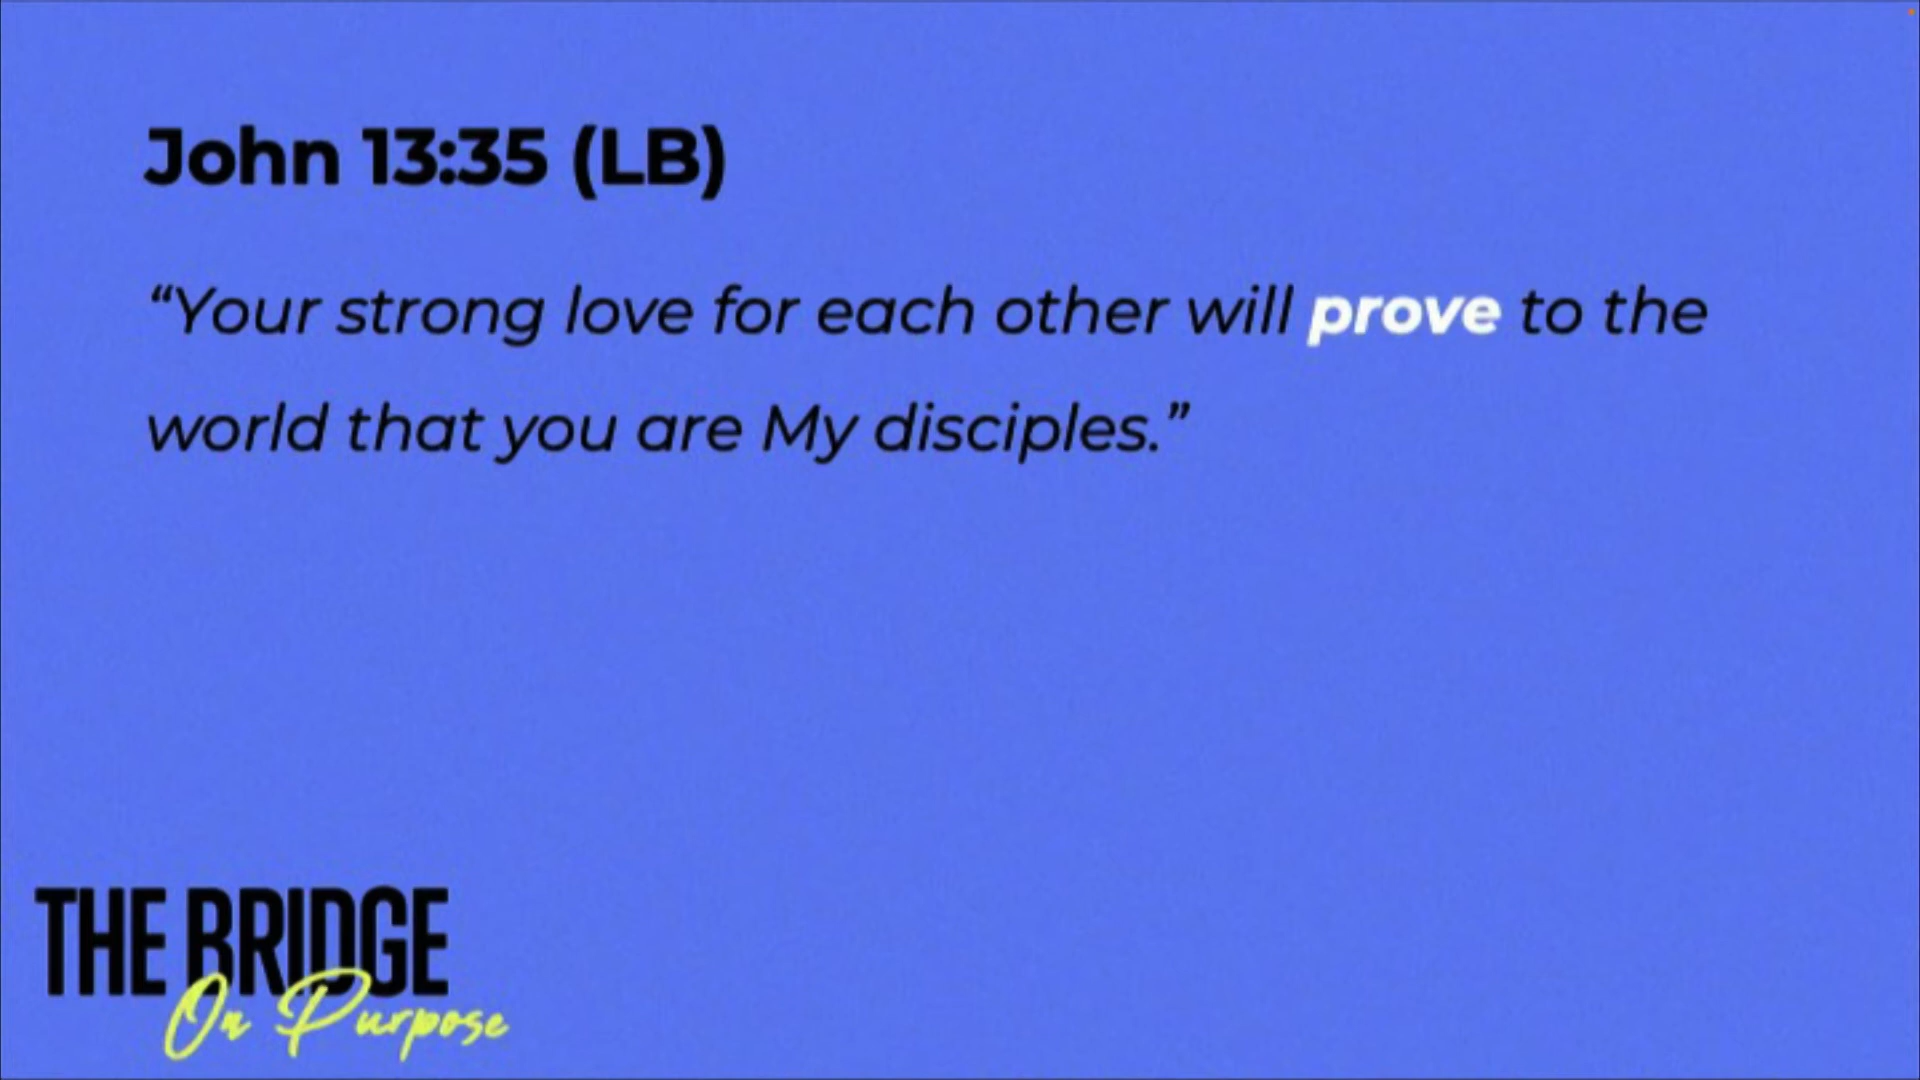 John 13:35 (LB)
“Your strong love for each other will prove to the
world that you are My disciples.”
THE BRIDGE
On Purpose